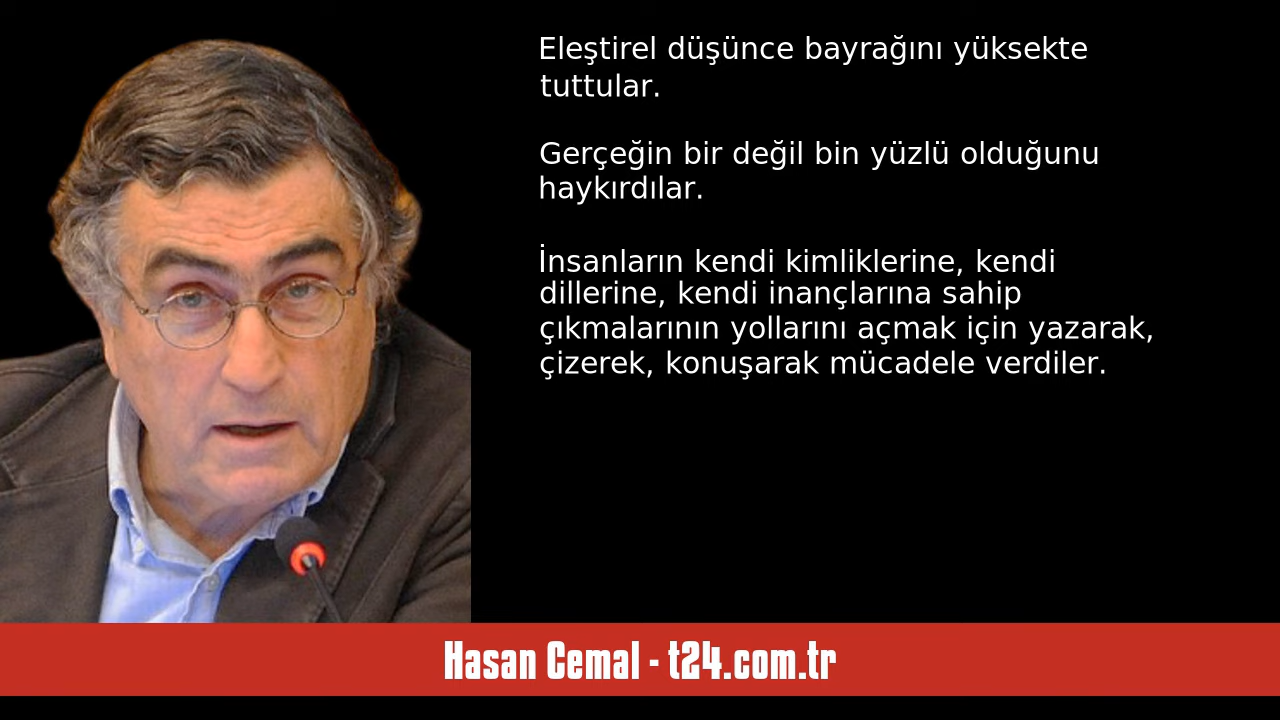 Eleştirel düşünce bayrağını yüksekte
tuttular.
Gerçeğin bir değil bin yüzlü olduğunu
haykırdılar.
İnsanların kendi kimliklerine, kendi
dillerine, kendi inançlarına sahip
çıkmalarının yollarını açmak için yazarak,
çizerek, konuşarak mücadele verdiler.
Hasan Cemal - t24.com.tr